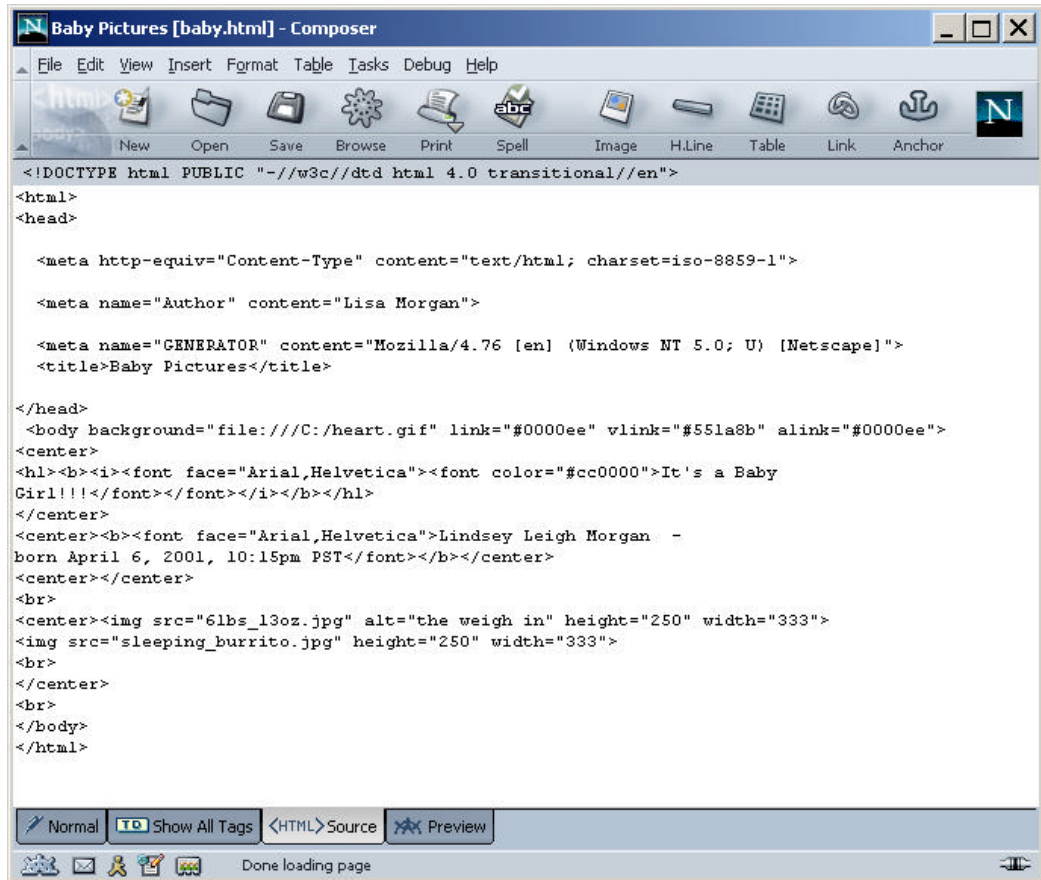 N Baby Pictures [baby.html] - Composer
File Edit View Insert Format Table Tasks Debug Help
<html>
abc
New Open Save Browse Print Spell Image H.Line Table Link Anchor N
<!DOCTYPE html PUBLIC "-//w3c//dtd html 4.0 transitional//en">
<html>
<head>
<meta http-equiv="Content-Type" content="text/html; charset=iso-8859-1">
<meta name="Author" content="Lisa Morgan">
<meta name="GENERATOR" content="Mozilla/4.76 [en] (Windows NT 5.0; U) [Netscape]">
<title>Baby Pictures</title>
</head>
<body background="file:///C:/heart.gif" link="#0000ee" vlink="#551a8b" alink="#0000ee">
<center>
<h1><b><i><font face="Arial,Helvetica"><font color="#cc0000">It's a Baby
Girl!!!</font></font></i></b></h1>
</center>
<center><b><font face="Arial,Helvetica">Lindsey Leigh Morgan -
born April 6, 2001, 10:15pm PST</font></b></center>
<center></center>
<br>
<center><img src="6lbs_13oz.jpg" alt="the weigh in" height="250" width="333">
<img src="sleeping_burrito.jpg" height="250" width="333">
<br>
</center>
<br>
</body>
</html>
Normal TD Show All Tags <HTML> Source Preview
Done loading page